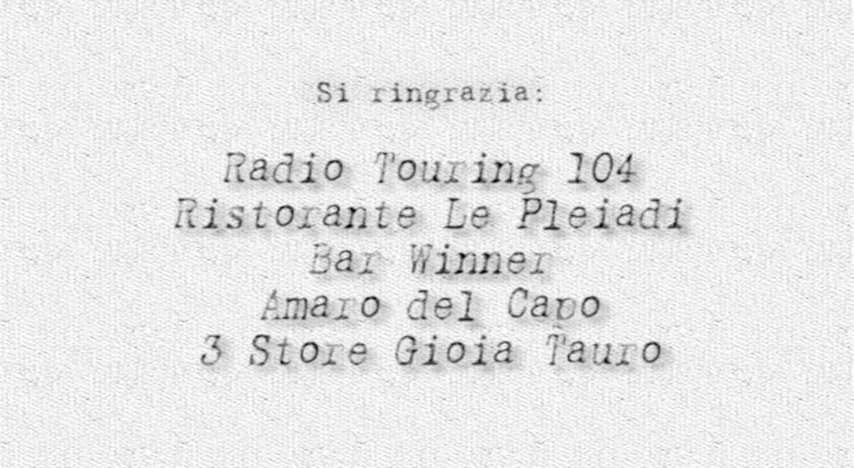 Si ringrazia:
Radio Touring 104
Ristorante Le Pleiadi
Bar Winner
Amaro del Capo
3 Store Gioia Tauro